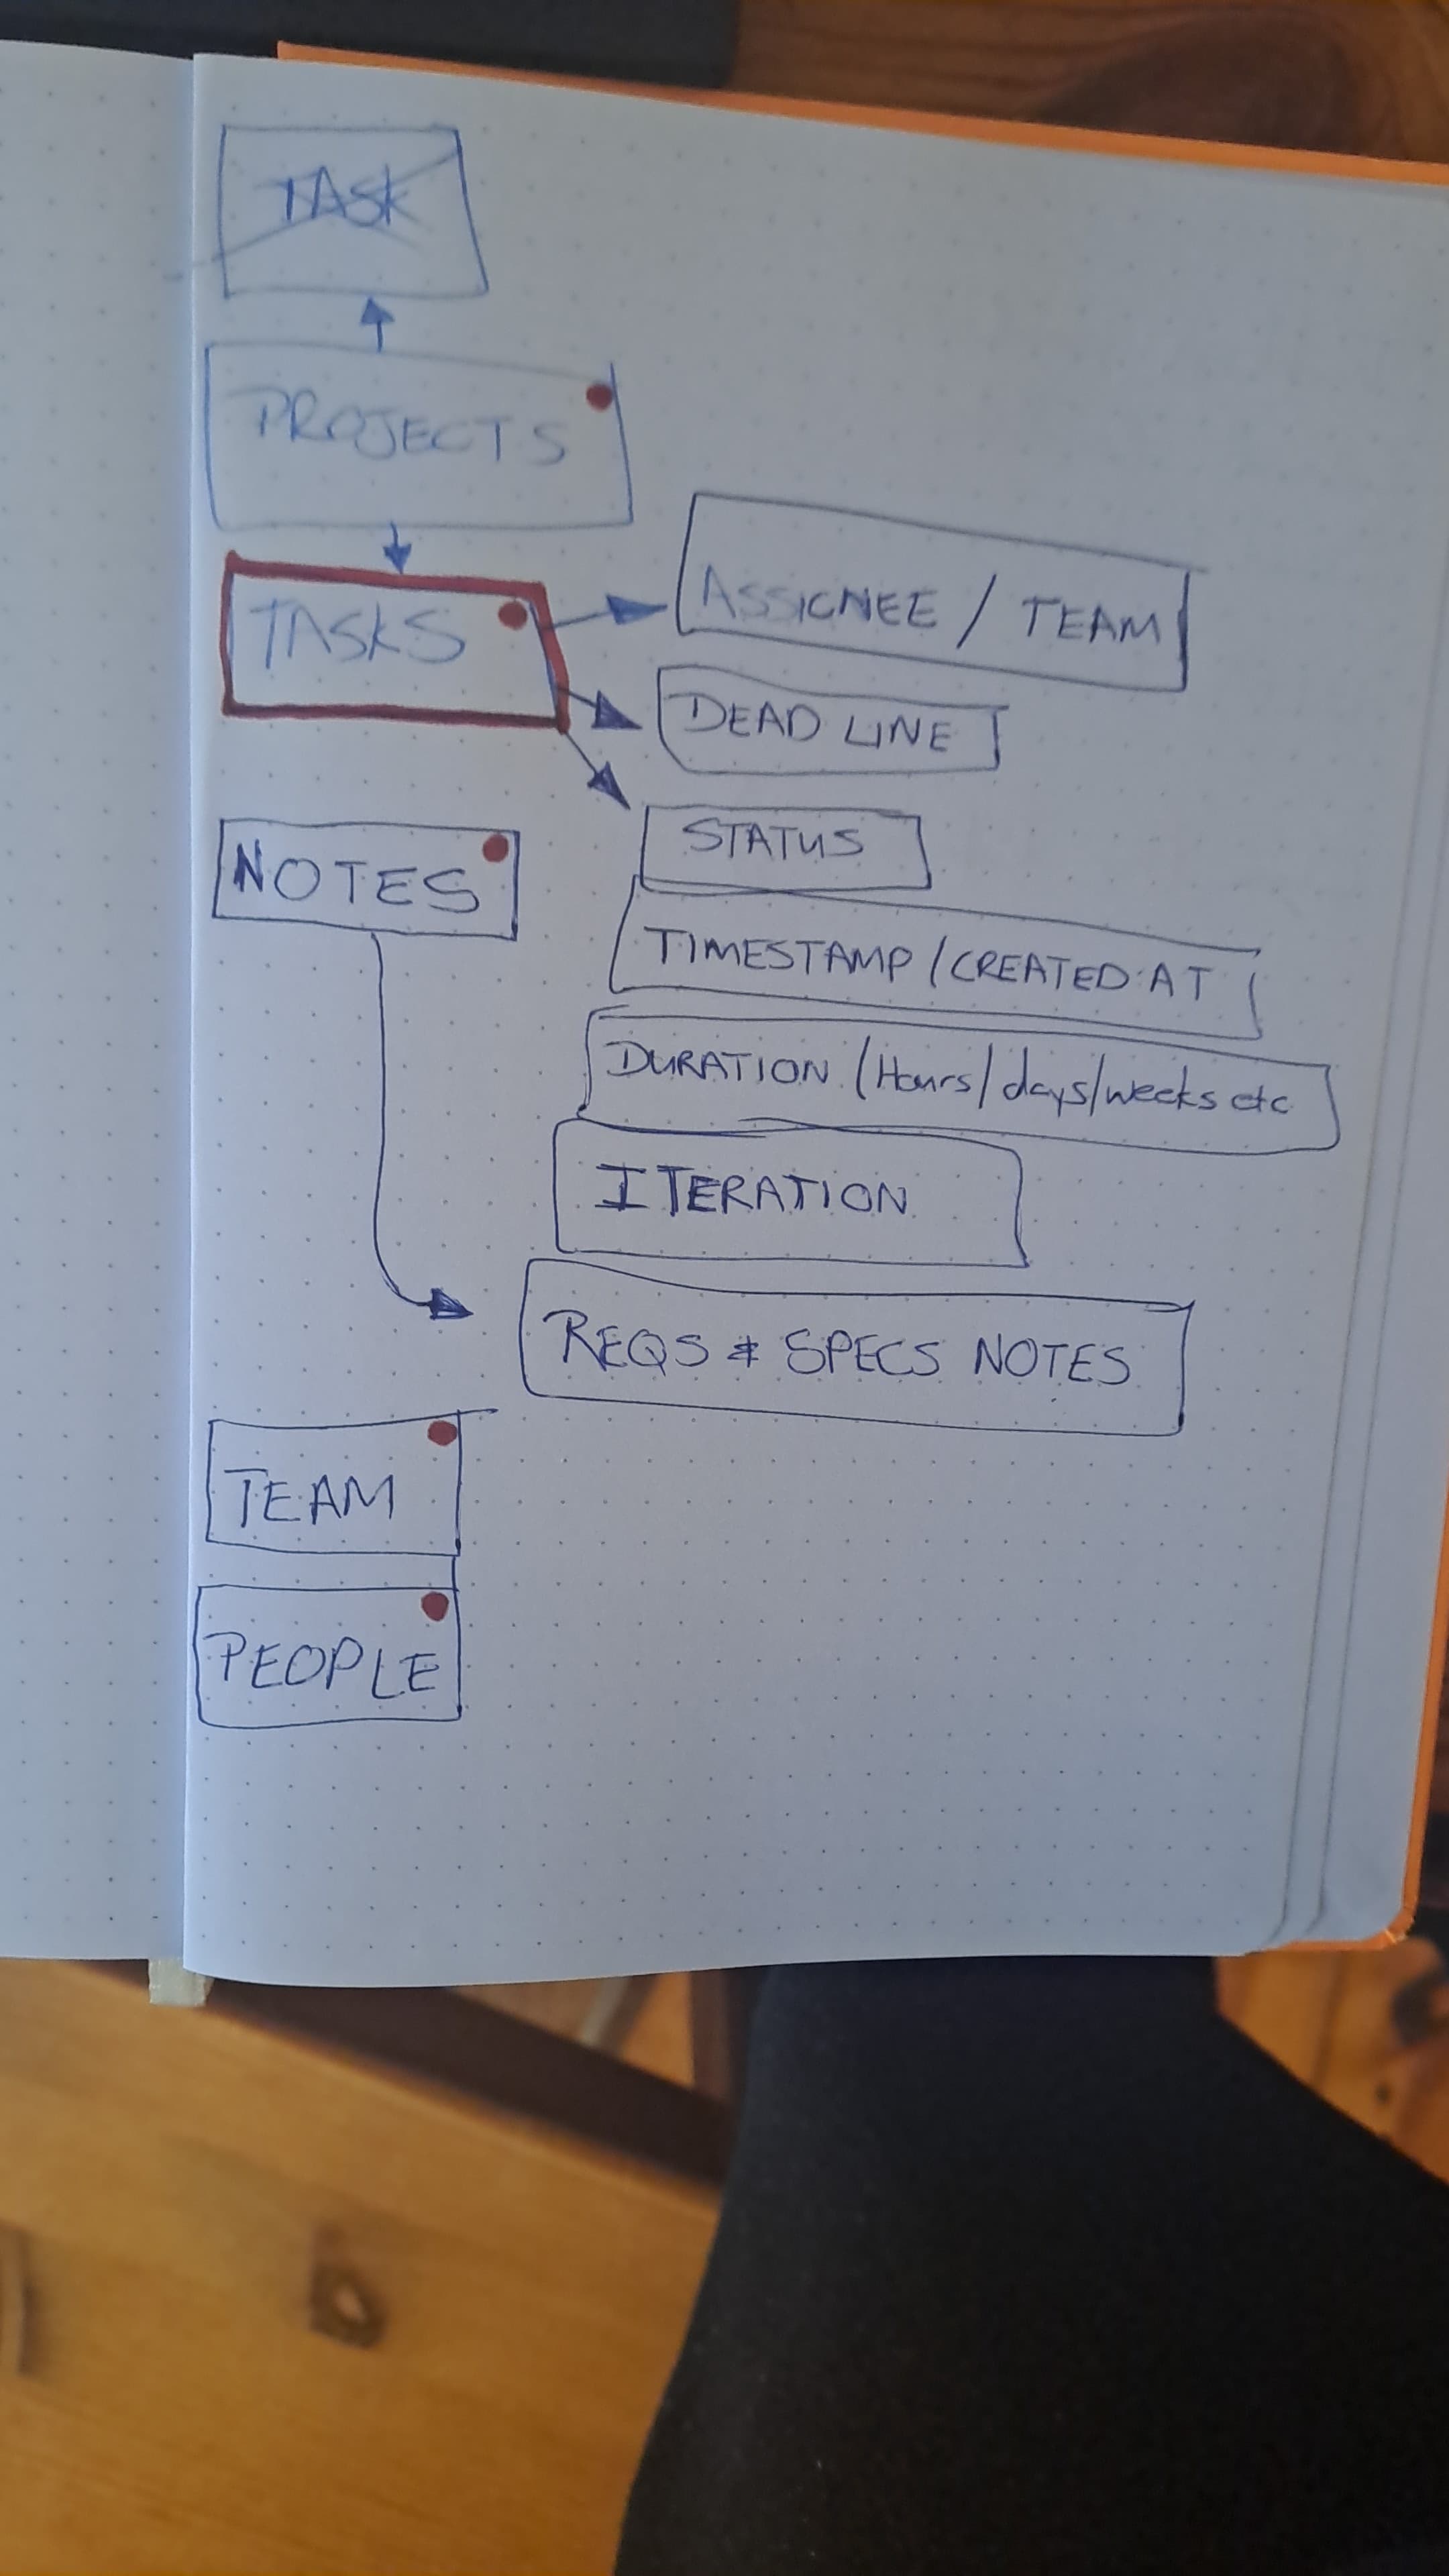 TASK
PROJECTS
TASKS
ASSIGNEE / TEAM
DEAD LINE
STATUS
NOTES
TIMESTAMP / CREATED AT
DURATION (Hours/days/weeks etc
ITERATION
REQS & SPECS NOTES
TEAM
PEOPLE